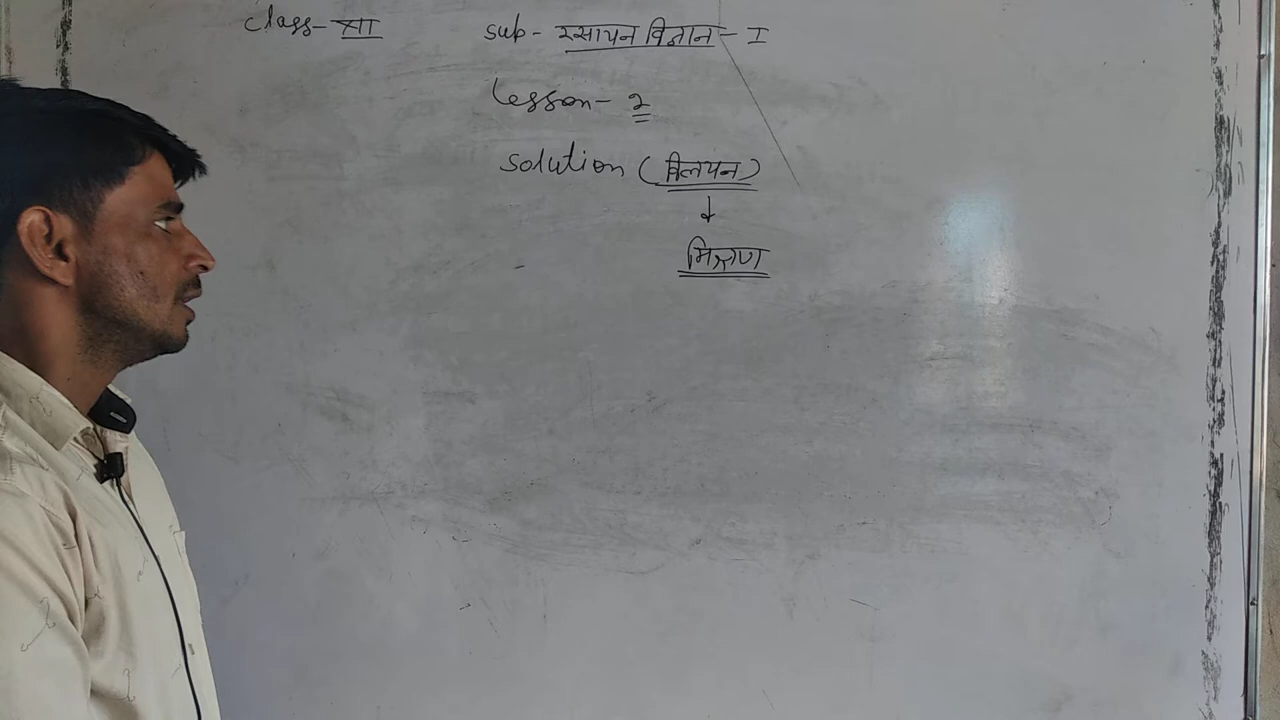 class- XII
sub- रसायन विज्ञान - I
Lesson- 2
solution (विलयन)
↓
मिश्रण